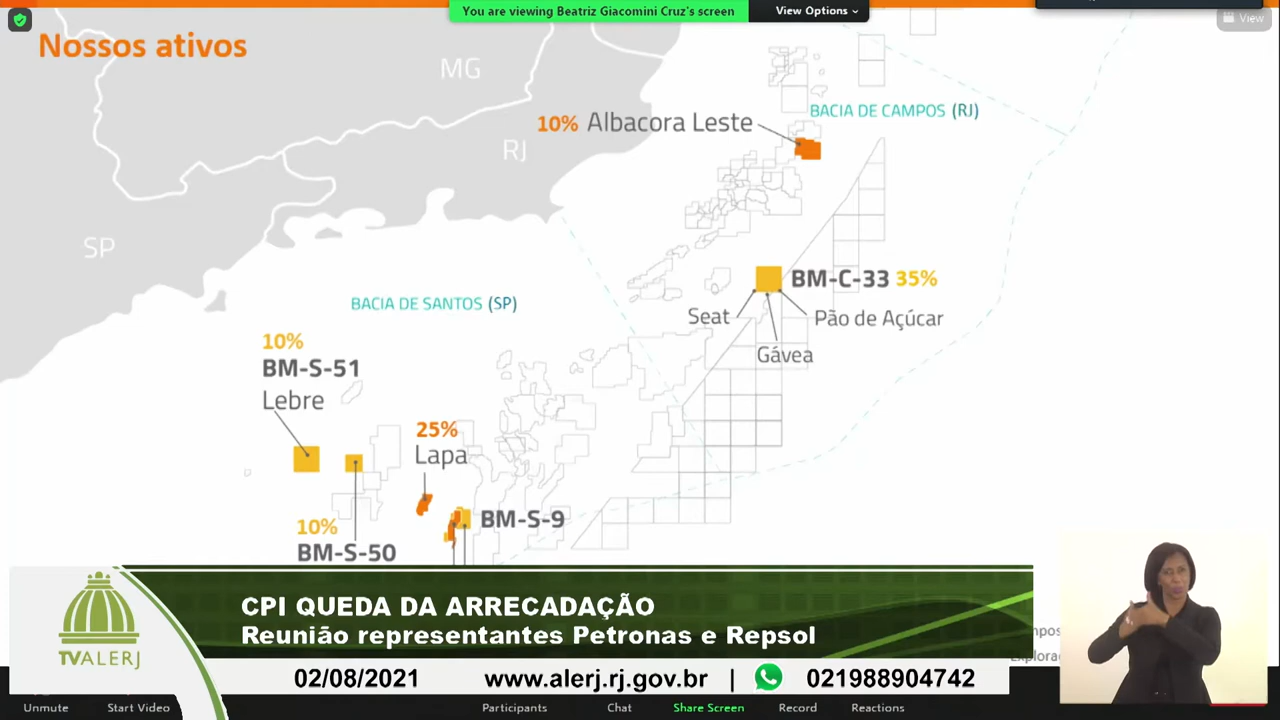 You are viewing Beatriz Giacomini Cruz's screen
View Options
View
Nossos ativos
MG
BACIA DE CAMPOS (RJ)
10% Albacora Leste
RJ
SP
BM-C-33 35%
BACIA DE SANTOS (SP)
Seat
Pão de Açúcar
10%
Gávea
BM-S-51
Lebre
25%
Lapa
BM-S-9
10%
BM-S-50
CPI QUEDA DA ARRECADAÇÃO
Reunião representantes Petronas e Repsol
TVALERJ
02/08/2021 www.alerj.rj.gov.br | 021988904742
Unmute
Start Video
Participants
Chat
Share Screen
Record
Reactions